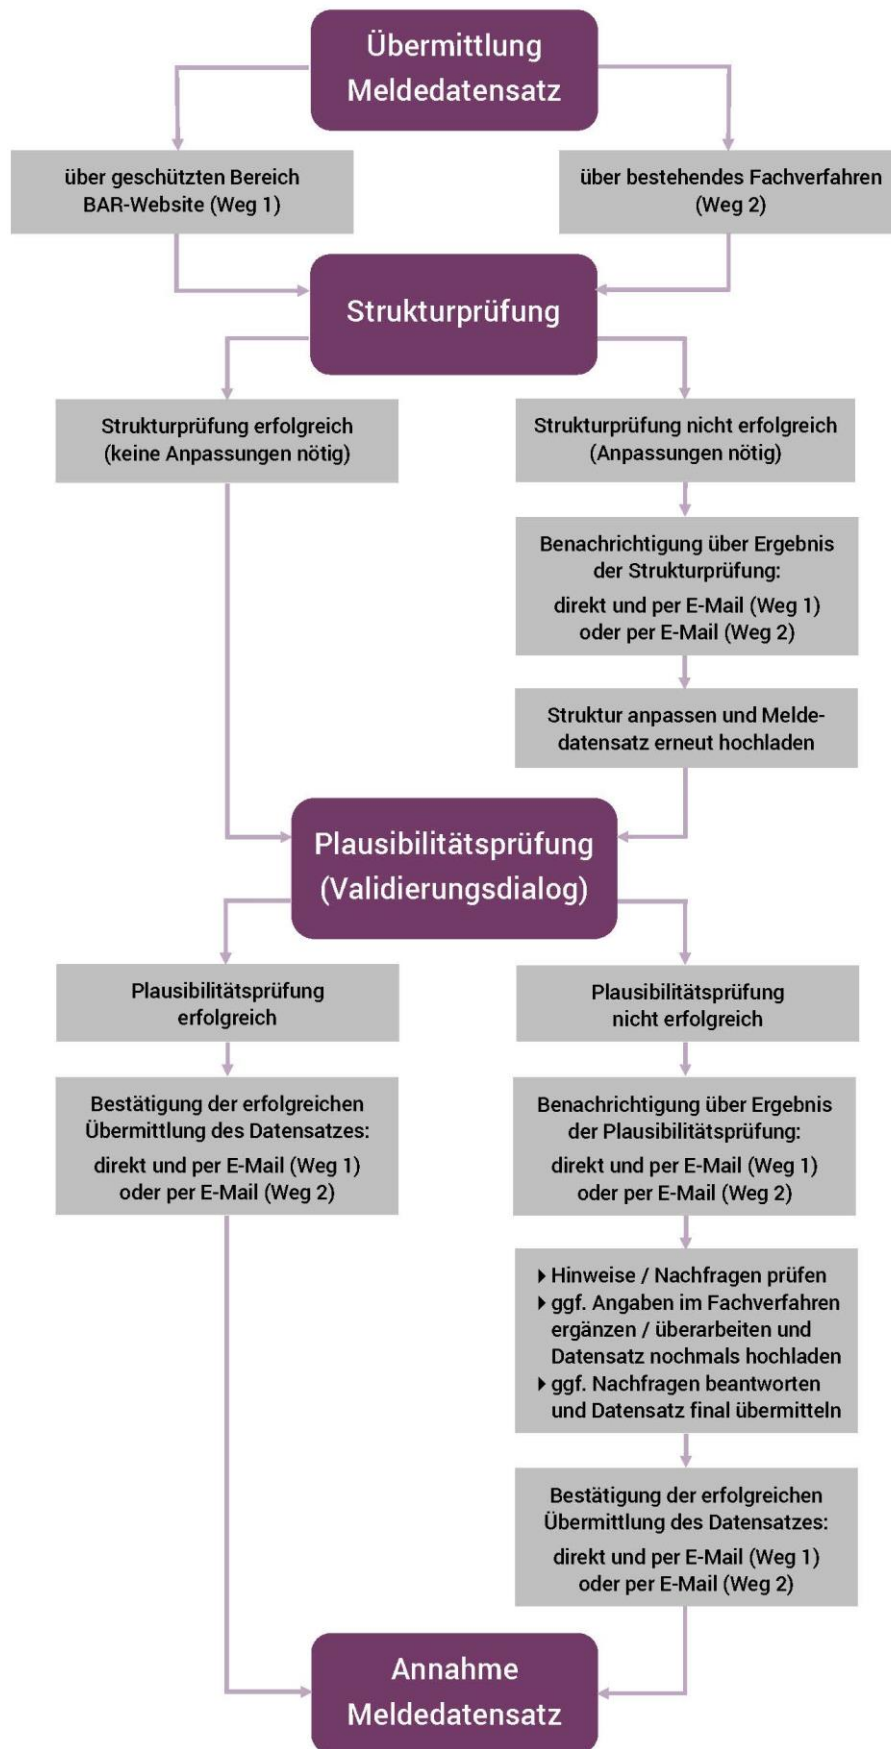 Übermittlung
Meldedatensatz
über geschützten Bereich
BAR-Website (Weg 1)
über bestehendes Fachverfahren
(Weg 2)
Strukturprüfung
Strukturprüfung erfolgreich
(keine Anpassungen nötig)
Strukturprüfung nicht erfolgreich
(Anpassungen nötig)
Benachrichtigung über Ergebnis
der Strukturprüfung:
direkt und per E-Mail (Weg 1)
oder per E-Mail (Weg 2)
Struktur anpassen und Melde-
datensatz erneut hochladen
Plausibilitätsprüfung
(Validierungsdialog)
Plausibilitätsprüfung
erfolgreich
Bestätigung der erfolgreichen
Übermittlung des Datensatzes:
direkt und per E-Mail (Weg 1)
oder per E-Mail (Weg 2)
Plausibilitätsprüfung
nicht erfolgreich
Benachrichtigung über Ergebnis
der Plausibilitätsprüfung:
direkt und per E-Mail (Weg 1)
oder per E-Mail (Weg 2)
Hinweise / Nachfragen prüfen
ggf. Angaben im Fachverfahren
ergänzen / überarbeiten und
Datensatz nochmals hochladen
ggf. Nachfragen beantworten
und Datensatz final übermitteln
Bestätigung der erfolgreichen
Übermittlung des Datensatzes:
direkt und per E-Mail (Weg 1)
oder per E-Mail (Weg 2)
Annahme
Meldedatensatz